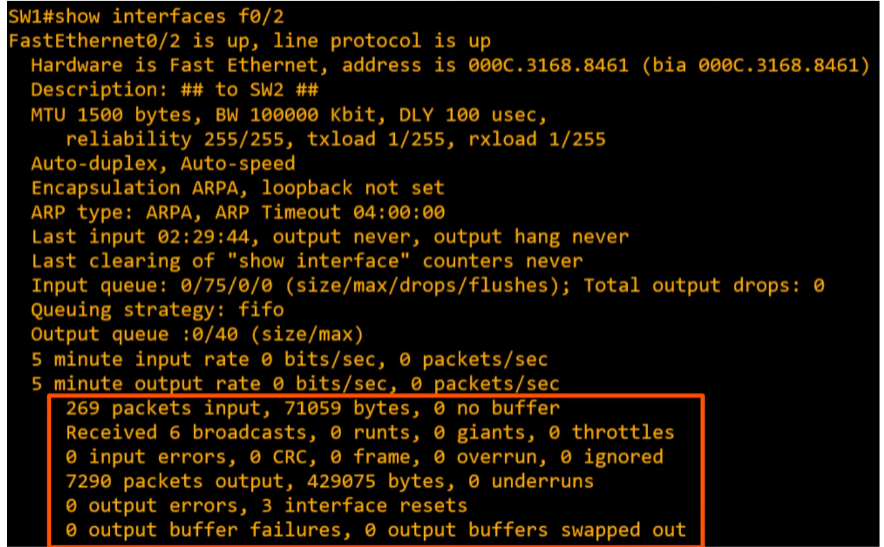 SW1#show interfaces f0/2
FastEthernet0/2 is up, line protocol is up
Hardware is Fast Ethernet, address is 000C.3168.8461 (bia 000C.3168.8461)
Description: ## to SW2 ##
MTU 1500 bytes, BW 100000 Kbit, DLY 100 usec,
reliability 255/255, txload 1/255, rxload 1/255
Auto-duplex, Auto-speed
Encapsulation ARPA, loopback not set
ARP type: ARPA, ARP Timeout 04:00:00
Last input 02:29:44, output never, output hang never
Last clearing of "show interface" counters never
Input queue: 0/75/0/0 (size/max/drops/flushes); Total output drops: 0
Queuing strategy: fifo
Output queue :0/40 (size/max)
5 minute input rate 0 bits/sec, 0 packets/sec
5 minute output rate 0 bits/sec, 0 packets/sec
269 packets input, 71059 bytes, 0 no buffer
Received 6 broadcasts, 0 runts, 0 giants, 0 throttles
0 input errors, 0 CRC, 0 frame, 0 overrun, 0 ignored
7290 packets output, 429075 bytes, 0 underruns
0 output errors, 3 interface resets
0 output buffer failures, 0 output buffers swapped out